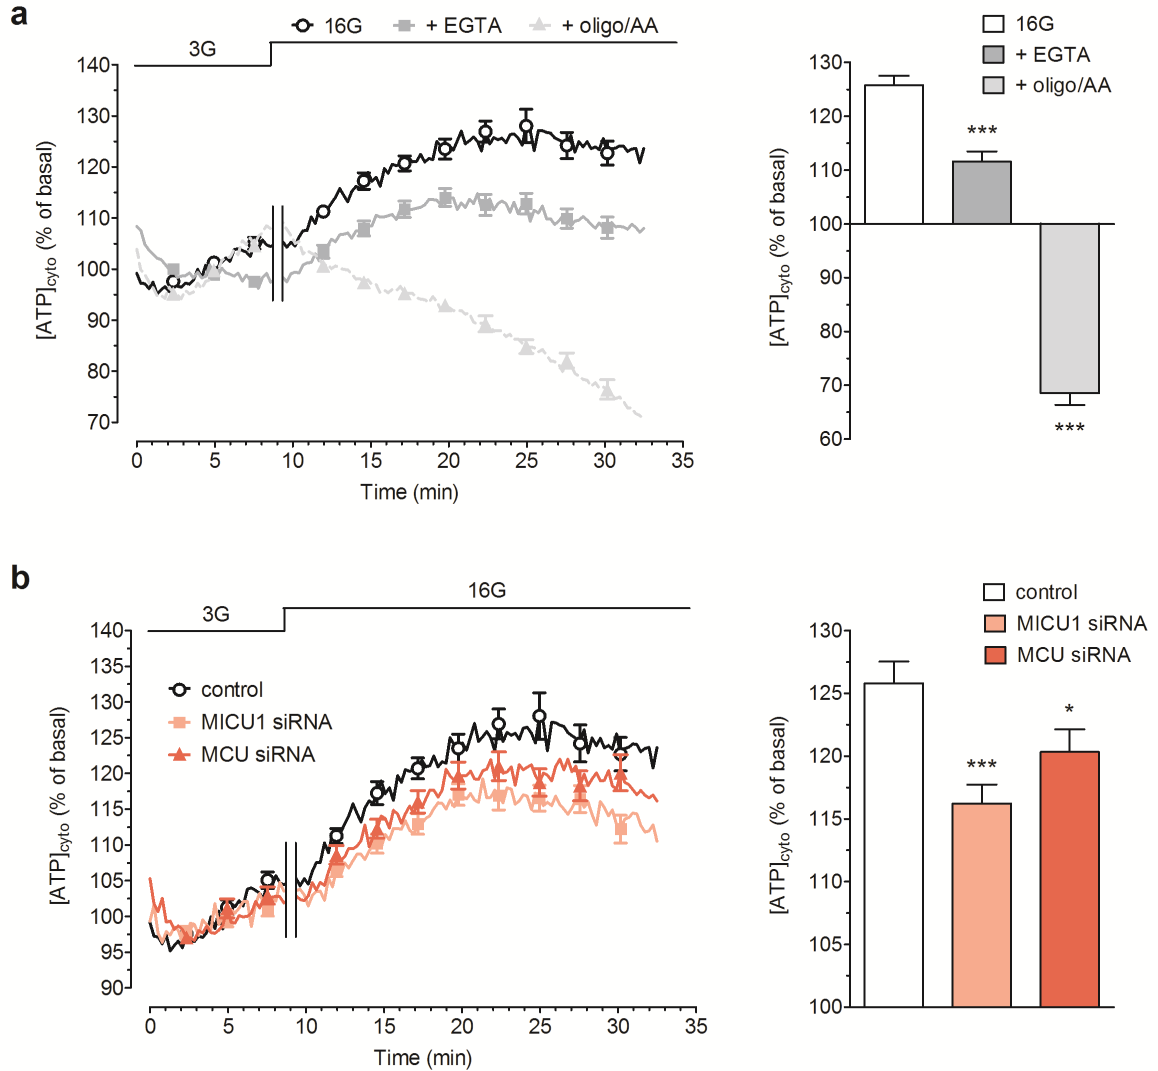 a
16G + EGTA + oligo/AA
3G
140
130
120
110
100
90
80
70
[ATP]cyto (% of basal)
0 5 10 15 20 25 30 35
Time (min)
16G
+ EGTA
+ oligo/AA
130
120
110
100
90
80
70
60
[ATP]cyto (% of basal)
***
***
b
16G
3G
140
135
130
125
120
115
110
105
100
95
90
[ATP]cyto (% of basal)
control
MICU1 siRNA
MCU siRNA
0 5 10 15 20 25 30 35
Time (min)
control
MICU1 siRNA
MCU siRNA
130
125
120
115
110
105
100
[ATP]cyto (% of basal)
***
*